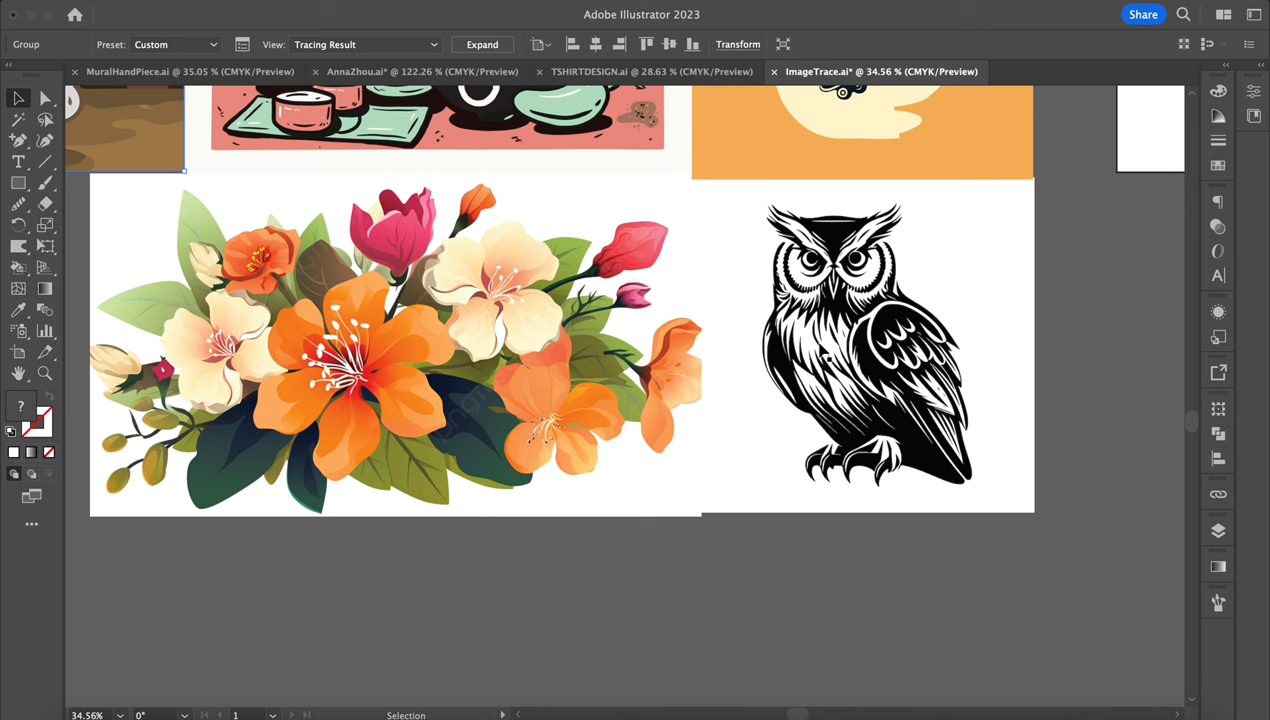 Adobe Illustrator 2023
Share
Group
Preset: Custom
View: Tracing Result
Expand
Transform
MuralHandPiece.ai @ 35.05 % (CMYK/Preview)
AnnaZhou.ai* @ 122.26 % (CMYK/Preview)
TSHIRTDESIGN.ai @ 28.63 % (CMYK/Preview)
ImageTrace.ai* @ 34.56 % (CMYK/Preview)
?
34.56%
0°
1
Selection